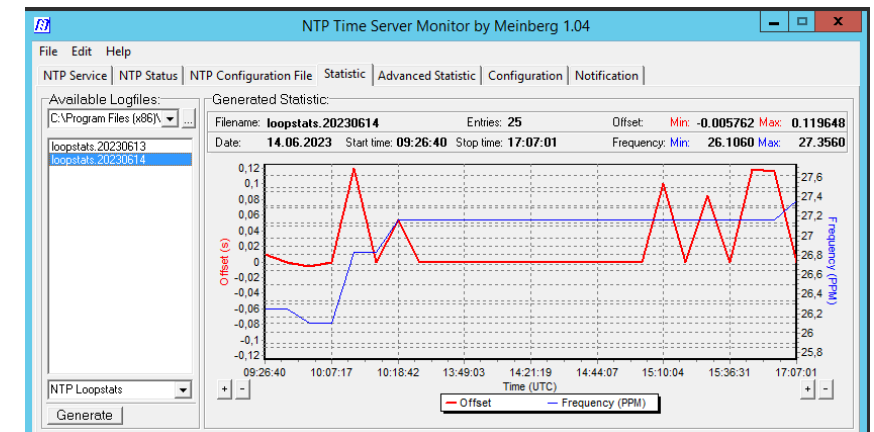 NTP Time Server Monitor by Meinberg 1.04
File Edit Help
NTP Service NTP Status NTP Configuration File Statistic Advanced Statistic Configuration Notification
Available Logfiles:
C:\Program Files (x86)\ ...
loopstats.20230613
loopstats.20230614
NTP Loopstats
Generate
Generated Statistic:
Filename: loopstats.20230614 Entries: 25 Offset: Min: -0.005762 Max: 0.119648
Date: 14.06.2023 Start time: 09:26:40 Stop time: 17:07:01 Frequency: Min: 26.1060 Max: 27.3560
Offset (s)
0,12
0,1
0,08
0,06
0,04
0,02
0
-0,02
-0,04
-0,06
-0,08
-0,1
-0,12
27,6
27,4
27,2
27
26,8
26,6
26,4
26,2
26
25,8
Frequency (PPM)
09:26:40 10:07:17 10:18:42 13:49:03 14:21:19 14:44:07 15:10:04 15:36:31 17:07:01
+ - Time (UTC) + -
Offset Frequency (PPM)